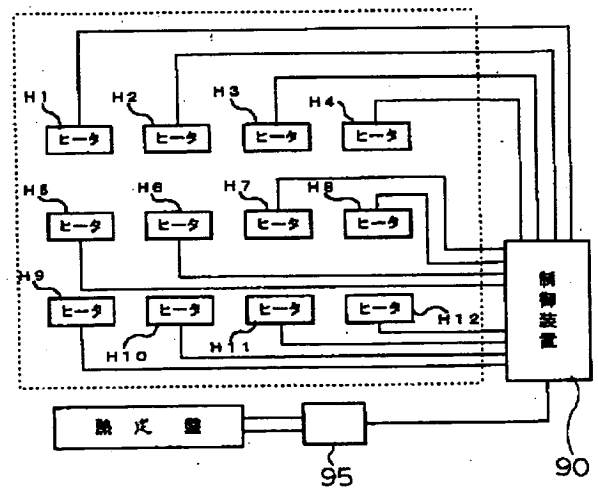 H1 H2 H3 H4
ヒータ ヒータ ヒータ ヒータ
H5 H6 H7 H8
ヒータ ヒータ ヒータ ヒータ
H9
ヒータ ヒータ ヒータ ヒータ
H10 H11 H12
制御装置
熱定盤
95
90